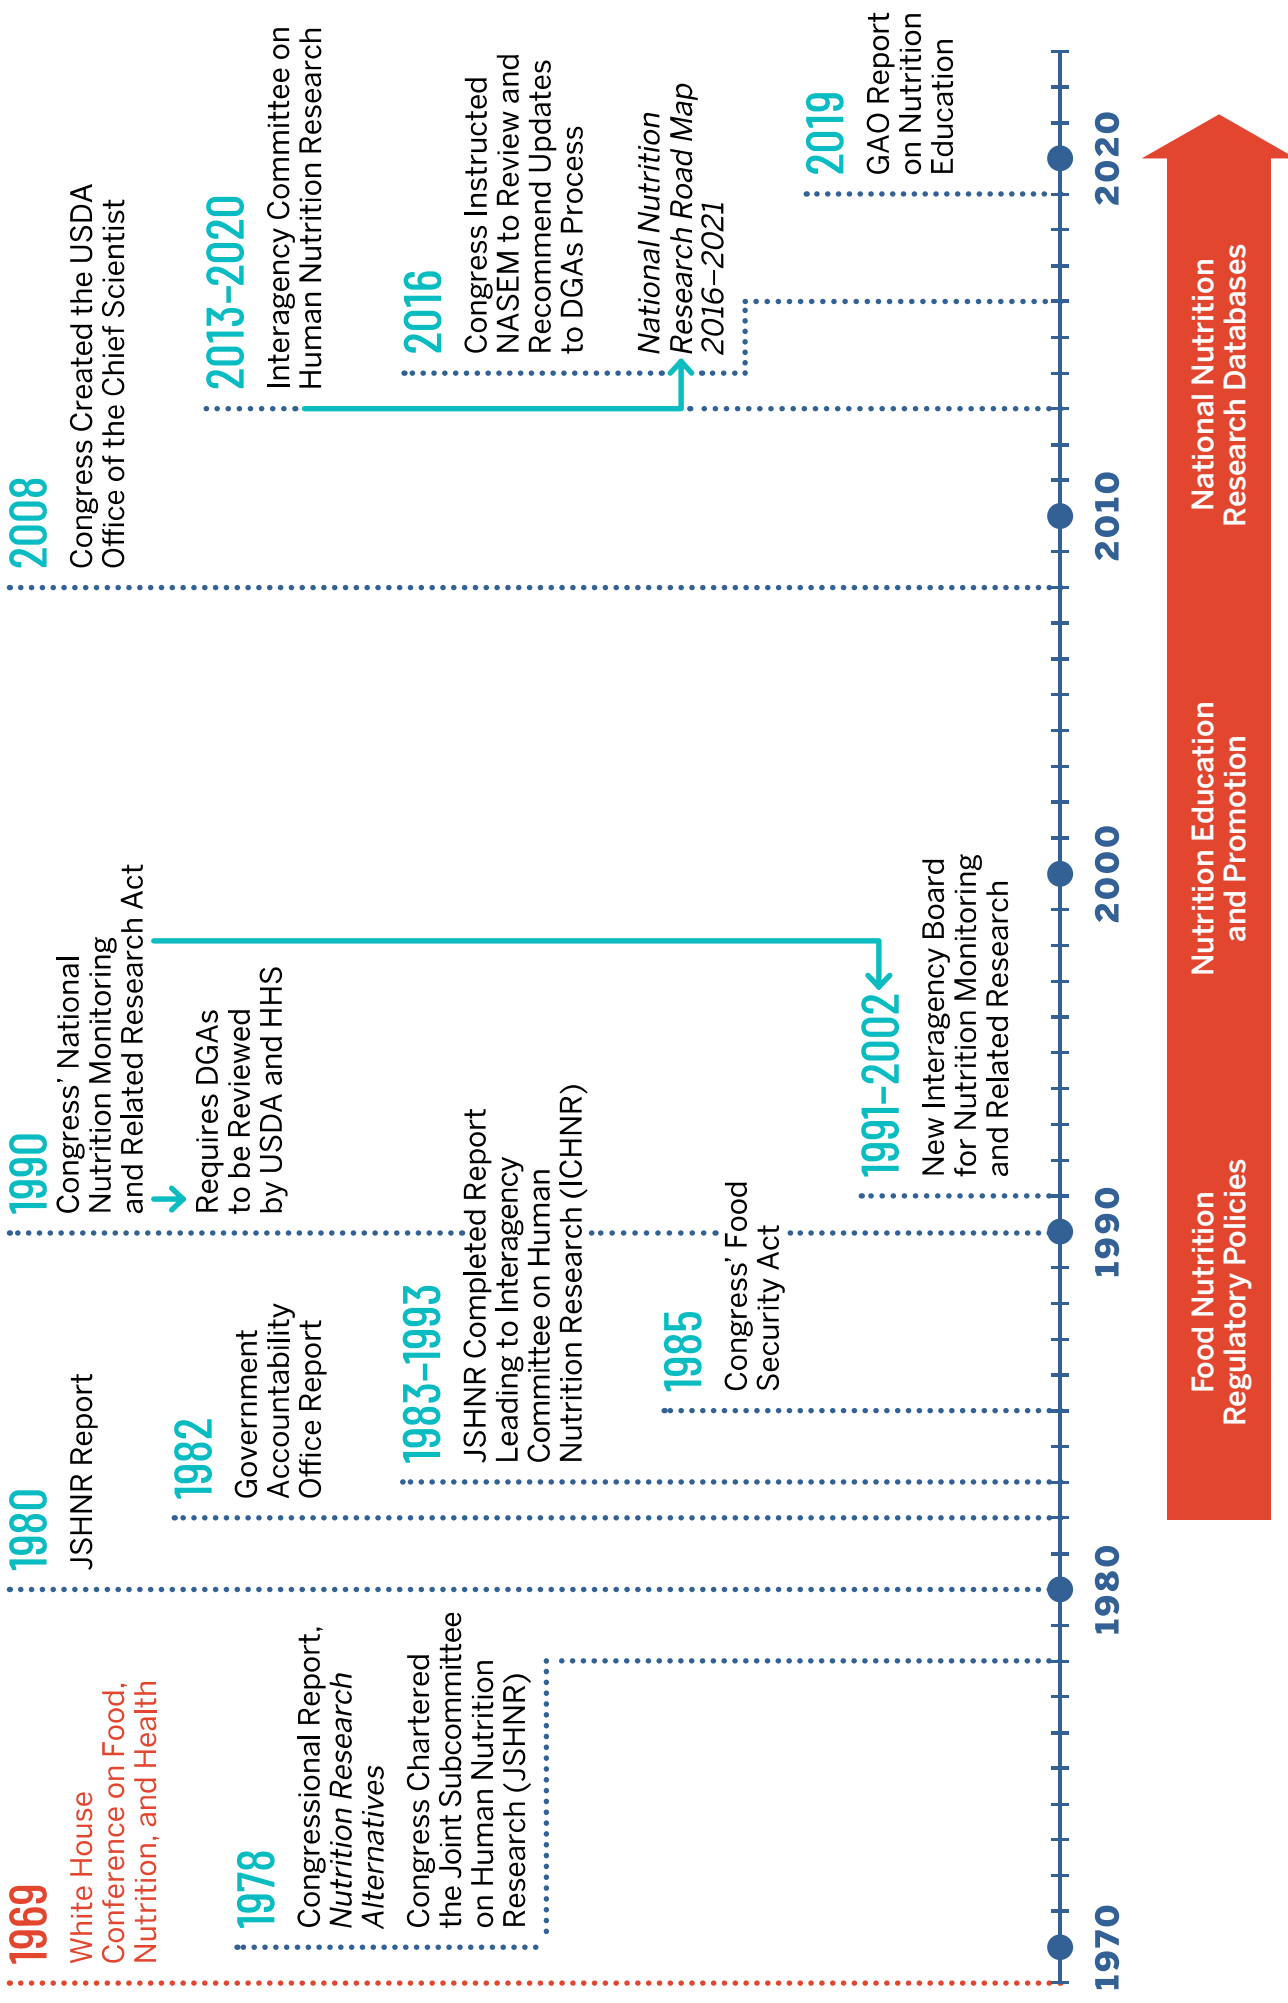 1969
White House
Conference on Food,
Nutrition, and Health
1978
Congressional Report,
Nutrition Research
Alternatives
Congress Chartered
the Joint Subcommittee
on Human Nutrition
Research (JSHNR)
1980
JSHNR Report
1982
Government
Accountability
Office Report
1983–1993
JSHNR Completed Report
Leading to Interagency
Committee on Human
Nutrition Research (ICHNR)
1985
Congress’ Food
Security Act
1990
Congress’ National
Nutrition Monitoring
and Related Research Act
Requires DGAs
to be Reviewed
by USDA and HHS
1991–2002
New Interagency Board
for Nutrition Monitoring
and Related Research
2008
Congress Created the USDA
Office of the Chief Scientist
2013–2020
Interagency Committee on
Human Nutrition Research
2016
Congress Instructed
NASEM to Review and
Recommend Updates
to DGAs Process
National Nutrition
Research Road Map
2016–2021
2019
GAO Report
on Nutrition
Education
1970
1980
1990
2000
2010
2020
Food Nutrition
Regulatory Policies
Nutrition Education
and Promotion
National Nutrition
Research Databases